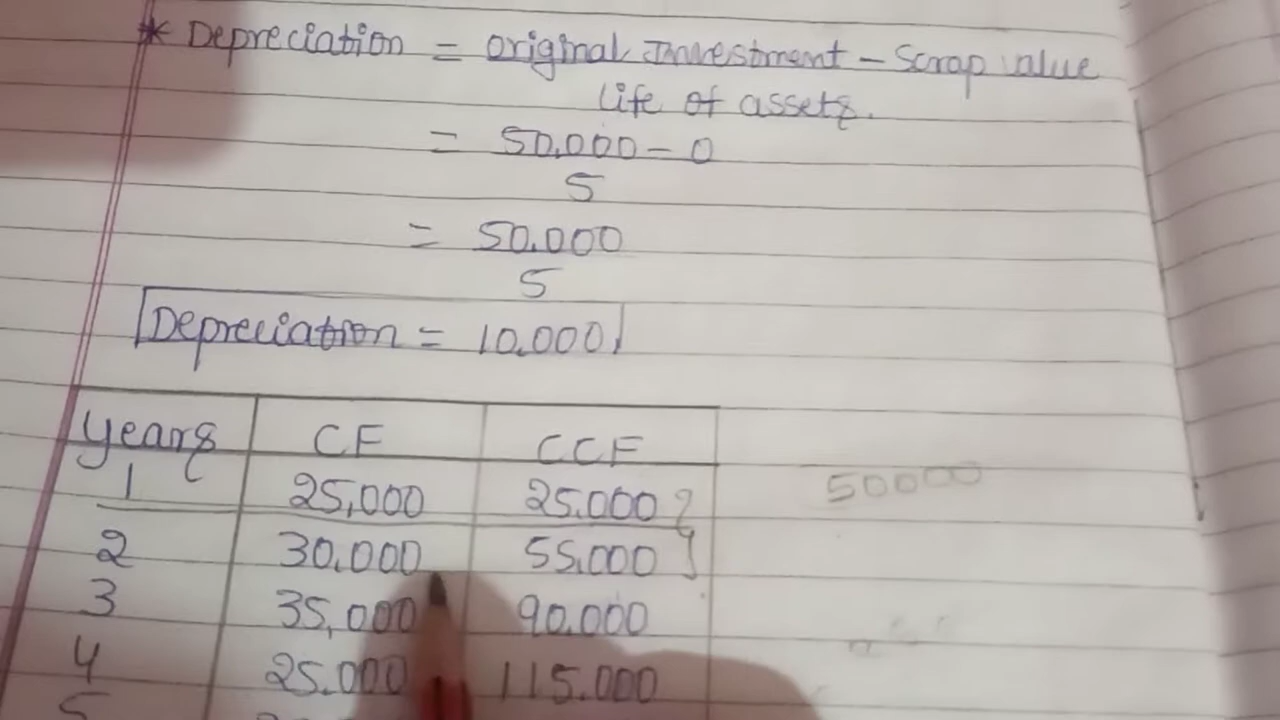 * Depreciation = original Investment - Scrap value
Life of assets.
= 50,000 - 0
5
= 50,000
5
Depreciation = 10,000
Years CF CCF
1 25,000 25,000
50000
2 30,000 55,000
3 35,000 90,000
4 25,000 115,000
5